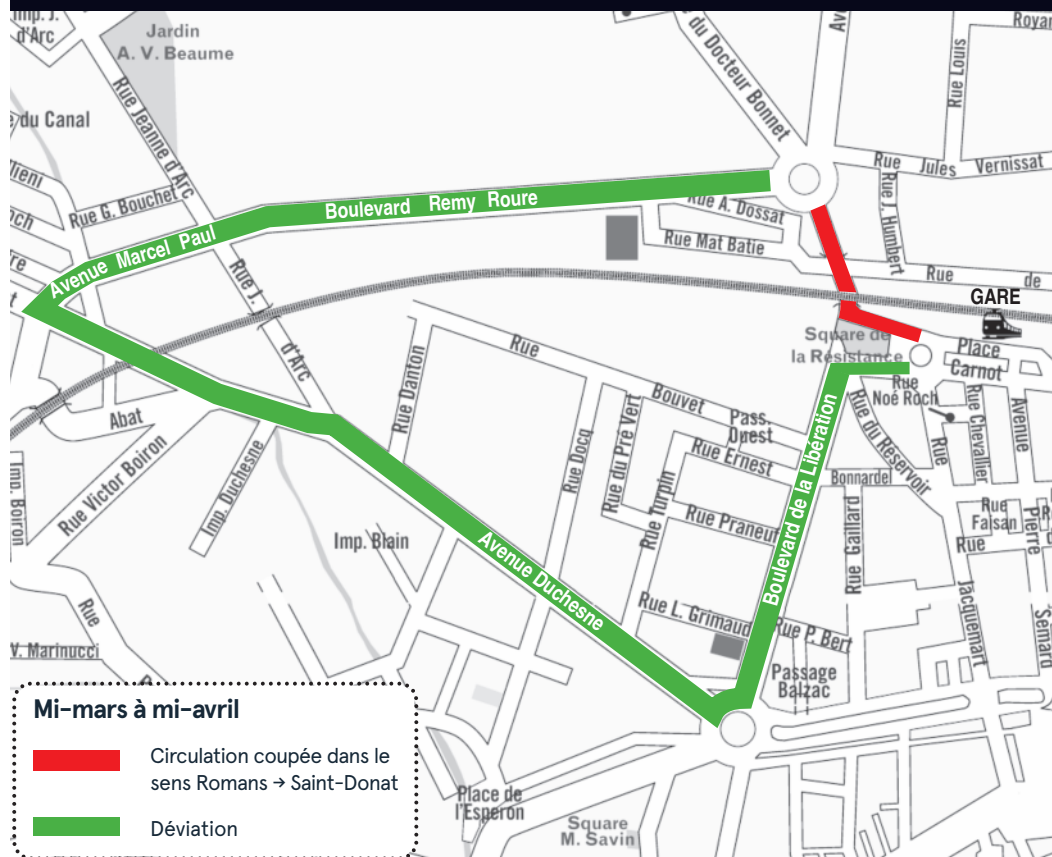 Imp. J.
d'Arc
Jardin
A. V. Beaume
Rue du Docteur Bonnet
Rue Louis
Rue Jeanne d'Arc
du Canal
Rue G. Bouchet
Boulevard Remy Roure
Avenue Marcel Paul
Rue A. Dossat
Rue Mat Batie
Rue Jules Vernissat
Rue J. Humbert
Rue de
GARE
Rue J. d'Arc
Square de
la Résistance
Place
Carnot
Rue
Noé Roch
Rue Chevallier
Avenue
Rue
Rue Danton
Rue Bouvet
Rue du Pré Vert
Rue Docq
Pass.
Ouest
Rue Ernest
Rue Turpin
Rue Praneuf
Boulevard de la Libération
Rue du Réservoir
Bonnardel
Rue Gaillard
Rue
Faisan
Rue
Pierre
Semard
Jacquemart
Abat
Rue Victor Boiron
Imp. Boiron
Imp. Duchesne
Imp. Blain
Avenue Duchesne
Rue L. Grimaud
Rue P. Bert
Passage
Balzac
Rue
V. Marinucci
Place de
l'Esperon
Square
M. Savin
Mi-mars à mi-avril
Circulation coupée dans le
sens Romans → Saint-Donat
Déviation